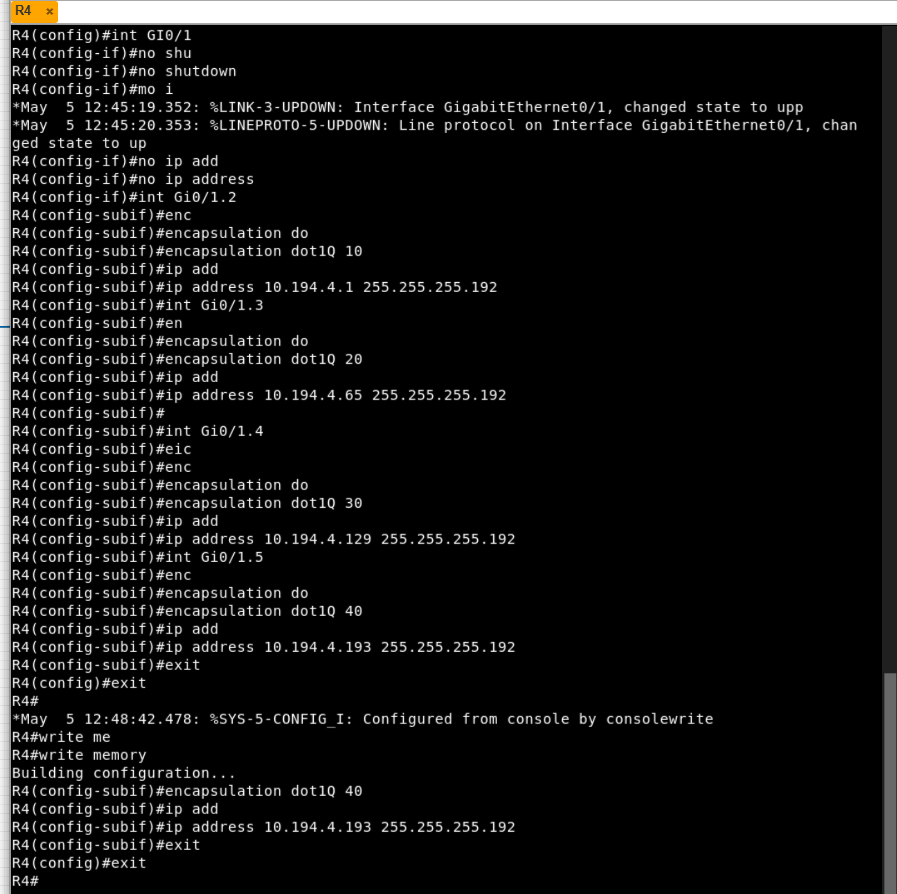 R4 ×
R4(config)#int GI0/1
R4(config-if)#no shu
R4(config-if)#no shutdown
R4(config-if)#mo i
*May  5 12:45:19.352: %LINK-3-UPDOWN: Interface GigabitEthernet0/1, changed state to upp
*May  5 12:45:20.353: %LINEPROTO-5-UPDOWN: Line protocol on Interface GigabitEthernet0/1, chan
ged state to up
R4(config-if)#no ip add
R4(config-if)#no ip address
R4(config-if)#int Gi0/1.2
R4(config-subif)#enc
R4(config-subif)#encapsulation do
R4(config-subif)#encapsulation dot1Q 10
R4(config-subif)#ip add
R4(config-subif)#ip address 10.194.4.1 255.255.255.192
R4(config-subif)#int Gi0/1.3
R4(config-subif)#en
R4(config-subif)#encapsulation do
R4(config-subif)#encapsulation dot1Q 20
R4(config-subif)#ip add
R4(config-subif)#ip address 10.194.4.65 255.255.255.192
R4(config-subif)#
R4(config-subif)#int Gi0/1.4
R4(config-subif)#eic
R4(config-subif)#enc
R4(config-subif)#encapsulation do
R4(config-subif)#encapsulation dot1Q 30
R4(config-subif)#ip add
R4(config-subif)#ip address 10.194.4.129 255.255.255.192
R4(config-subif)#int Gi0/1.5
R4(config-subif)#enc
R4(config-subif)#encapsulation do
R4(config-subif)#encapsulation dot1Q 40
R4(config-subif)#ip add
R4(config-subif)#ip address 10.194.4.193 255.255.255.192
R4(config-subif)#exit
R4(config)#exit
R4#
*May  5 12:48:42.478: %SYS-5-CONFIG_I: Configured from console by consolewrite
R4#write me
R4#write memory
Building configuration...
R4(config-subif)#encapsulation dot1Q 40
R4(config-subif)#ip add
R4(config-subif)#ip address 10.194.4.193 255.255.255.192
R4(config-subif)#exit
R4(config)#exit
R4#